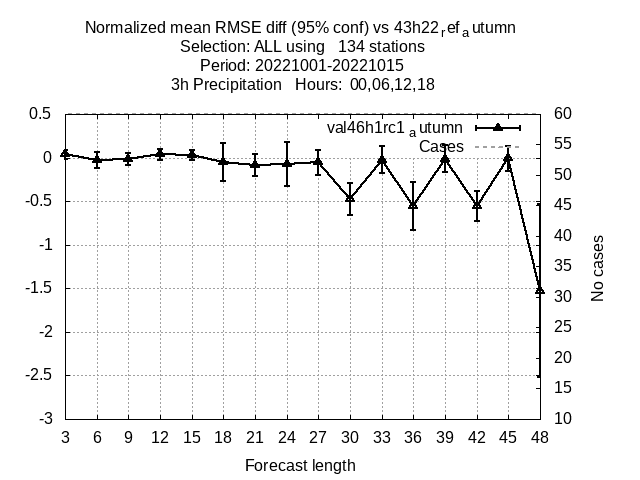 Normalized mean RMSE diff (95% conf) vs 43h22refautumn
Selection: ALL using 134 stations
Period: 20221001-20221015
3h Precipitation Hours: 00,06,12,18
val46h1rc1autumn
Cases
0.5
0
-0.5
-1
-1.5
-2
-2.5
-3
60
55
50
45
40
35
30
25
20
15
10
No cases
3 6 9 12 15 18 21 24 27 30 33 36 39 42 45 48
Forecast length